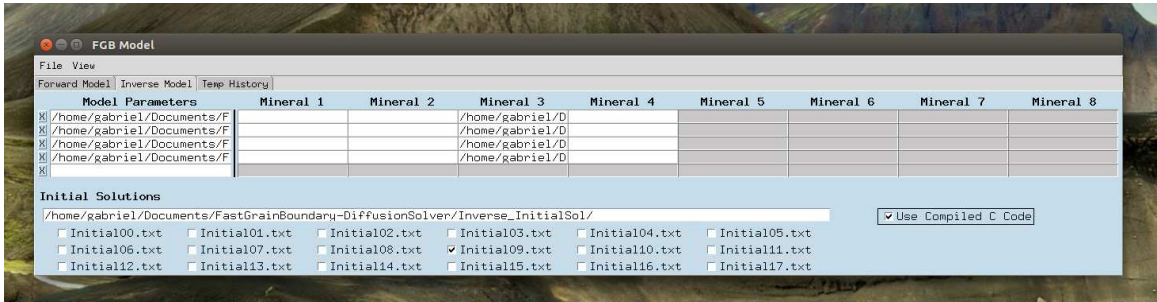 FGB Model
File View
Forward Model Inverse Model Temp History
Model Parameters Mineral 1 Mineral 2 Mineral 3 Mineral 4 Mineral 5 Mineral 6 Mineral 7 Mineral 8
X /home/gabriel/Documents/F /home/gabriel/D
X /home/gabriel/Documents/F /home/gabriel/D
X /home/gabriel/Documents/F /home/gabriel/D
X /home/gabriel/Documents/F /home/gabriel/D
X
Initial Solutions
/home/gabriel/Documents/FastGrainBoundary-DiffusionSolver/Inverse_InitialSol/ Use Compiled C Code
Initial00.txt Initial01.txt Initial02.txt Initial03.txt Initial04.txt Initial05.txt
Initial06.txt Initial07.txt Initial08.txt Initial09.txt Initial10.txt Initial11.txt
Initial12.txt Initial13.txt Initial14.txt Initial15.txt Initial16.txt Initial17.txt